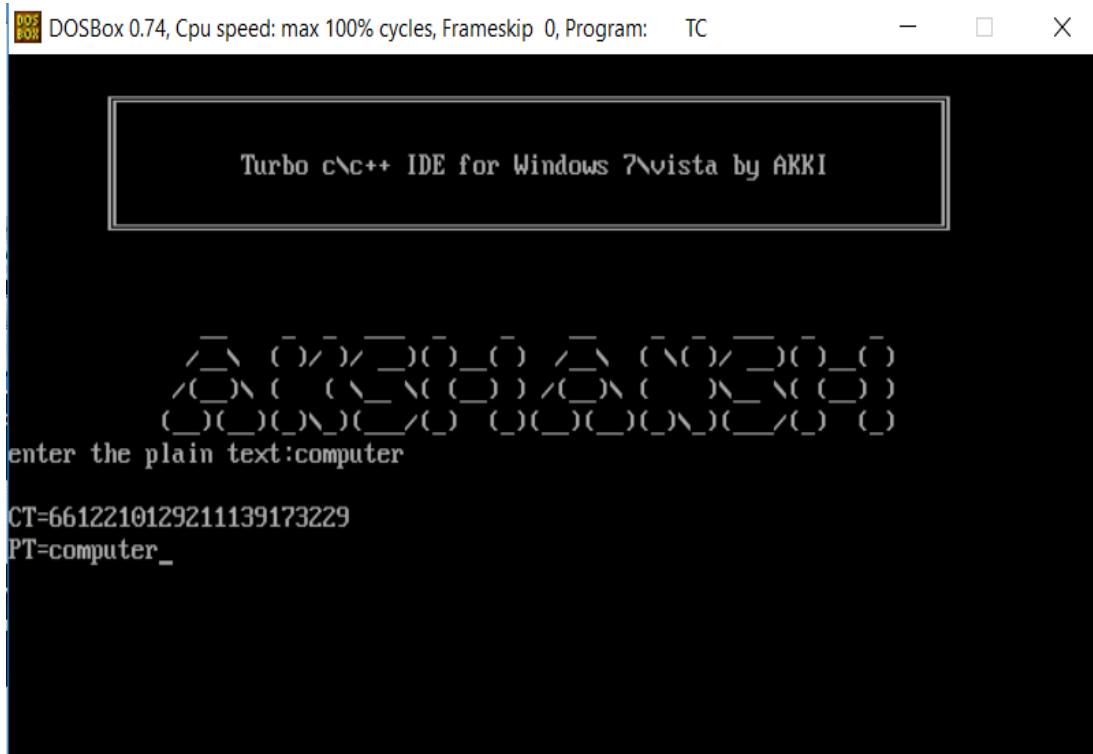 DOSBox 0.74, Cpu speed: max 100% cycles, Frameskip 0, Program: TC
Turbo c\c++ IDE for Windows 7\vista by AKKI
AKSHANSH
enter the plain text:computer
CT=6612210129211139173229
PT=computer_